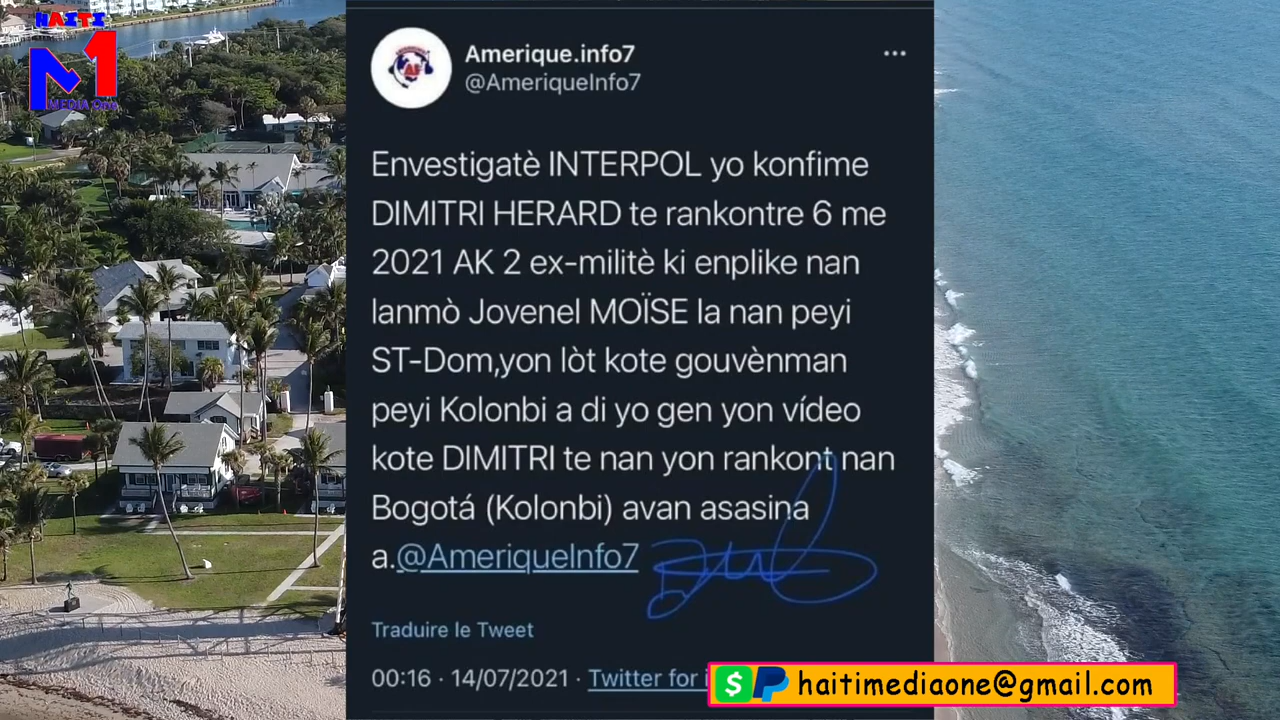 HAITI
M1
MEDIA One
Amerique.info7
@AmeriqueInfo7
Envestigatè INTERPOL yo konfime
DIMITRI HERARD te rankontre 6 me
2021 AK 2 ex-militè ki enplike nan
lanmò Jovenel MOÏSE la nan peyi
ST-Dom,yon lòt kote gouvènman
peyi Kolonbi a di yo gen yon vídeo
kote DIMITRI te nan yon rankont nan
Bogotá (Kolonbi) avan asasina
a.@AmeriqueInfo7
Traduire le Tweet
00:16 · 14/07/2021 · Twitter for i
$ P haitimediaone@gmail.com